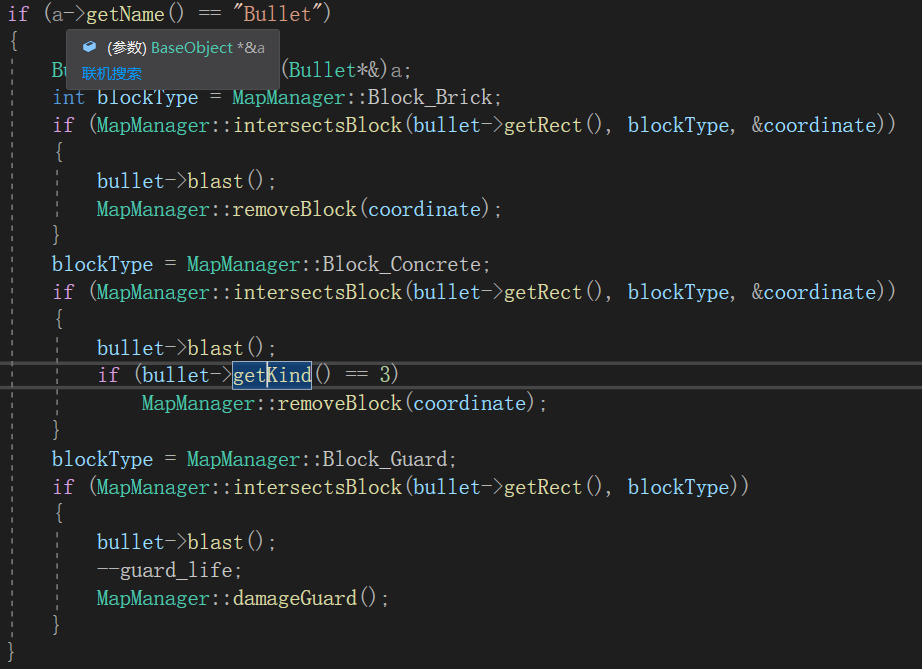 if (a->getName() == "Bullet")
{
(参数) BaseObject *&a
联机搜索
(Bullet*&)a;
int blockType = MapManager::Block_Brick;
if (MapManager::intersectsBlock(bullet->getRect(), blockType, &coordinate))
{
bullet->blast();
MapManager::removeBlock(coordinate);
}
blockType = MapManager::Block_Concrete;
if (MapManager::intersectsBlock(bullet->getRect(), blockType, &coordinate))
{
bullet->blast();
if (bullet->getKind() == 3)
MapManager::removeBlock(coordinate);
}
blockType = MapManager::Block_Guard;
if (MapManager::intersectsBlock(bullet->getRect(), blockType))
{
bullet->blast();
--guard_life;
MapManager::damageGuard();
}
}